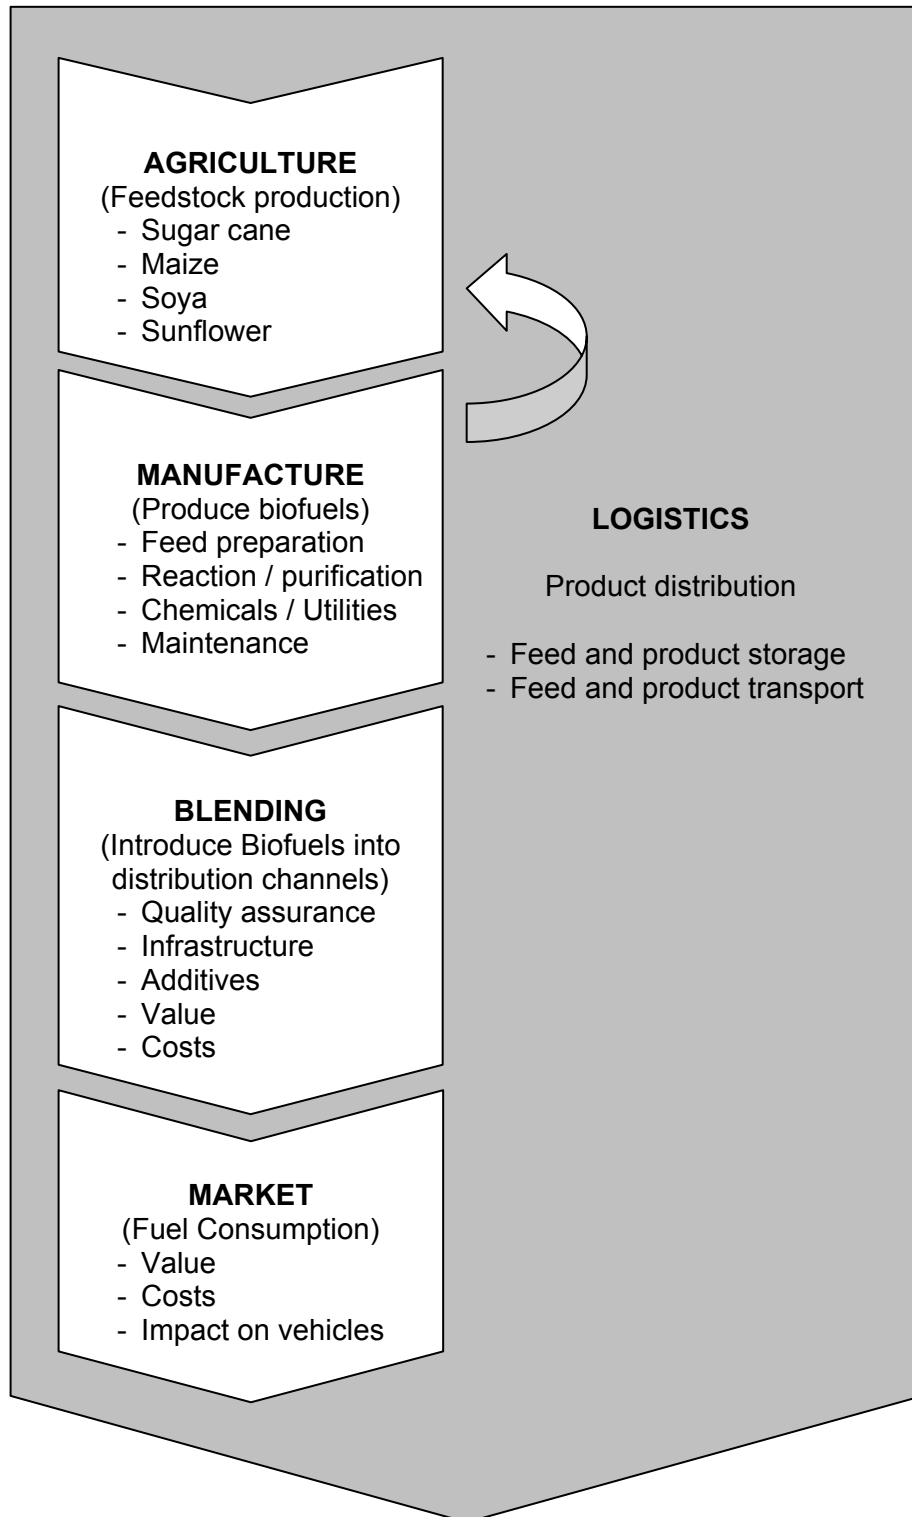 AGRICULTURE
(Feedstock production)
- Sugar cane
- Maize
- Soya
- Sunflower
MANUFACTURE
(Produce biofuels)
- Feed preparation
- Reaction / purification
- Chemicals / Utilities
- Maintenance
LOGISTICS
Product distribution
- Feed and product storage
- Feed and product transport
BLENDING
(Introduce Biofuels into
distribution channels)
- Quality assurance
- Infrastructure
- Additives
- Value
- Costs
MARKET
(Fuel Consumption)
- Value
- Costs
- Impact on vehicles